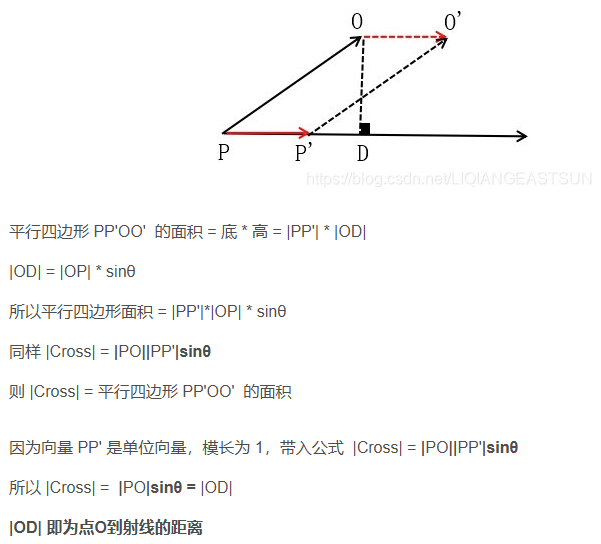 O O'
P P' D
https://blog.csdn.net/LIQIANGEASTSUN
平行四边形 PP'OO' 的面积 = 底 * 高 = |PP'| * |OD|
|OD| = |OP| * sinθ
所以平行四边形面积 = |PP'|*|OP| * sinθ
同样 |Cross| = |PO||PP'|sinθ
则 |Cross| = 平行四边形 PP'OO' 的面积
因为向量 PP' 是单位向量，模长为 1，带入公式 |Cross| = |PO||PP'|sinθ
所以 |Cross| = |PO|sinθ = |OD|
|OD| 即为点O到射线的距离